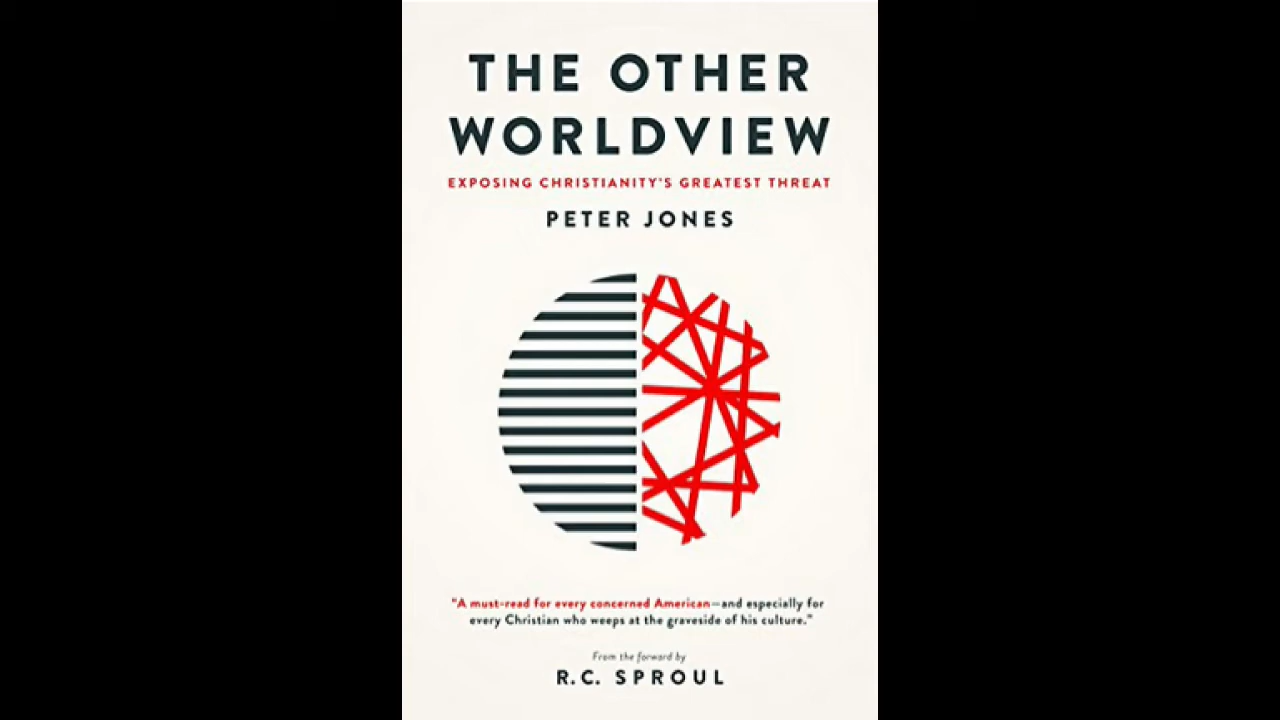 THE OTHER
WORLDVIEW
EXPOSING CHRISTIANITY'S GREATEST THREAT
PETER JONES
"A must-read for every concerned American—and especially for
every Christian who weeps at the graveside of his culture."
From the forward by
R.C. SPROUL